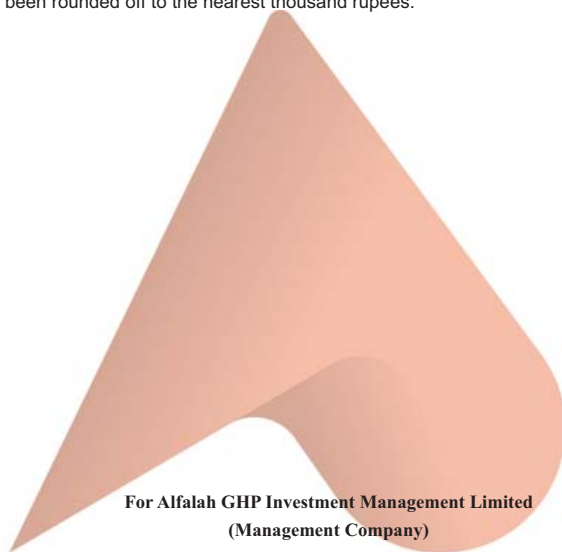 been rounded off to the nearest thousand rupees.
For Alfalah GHP Investment Management Limited
(Management Company)